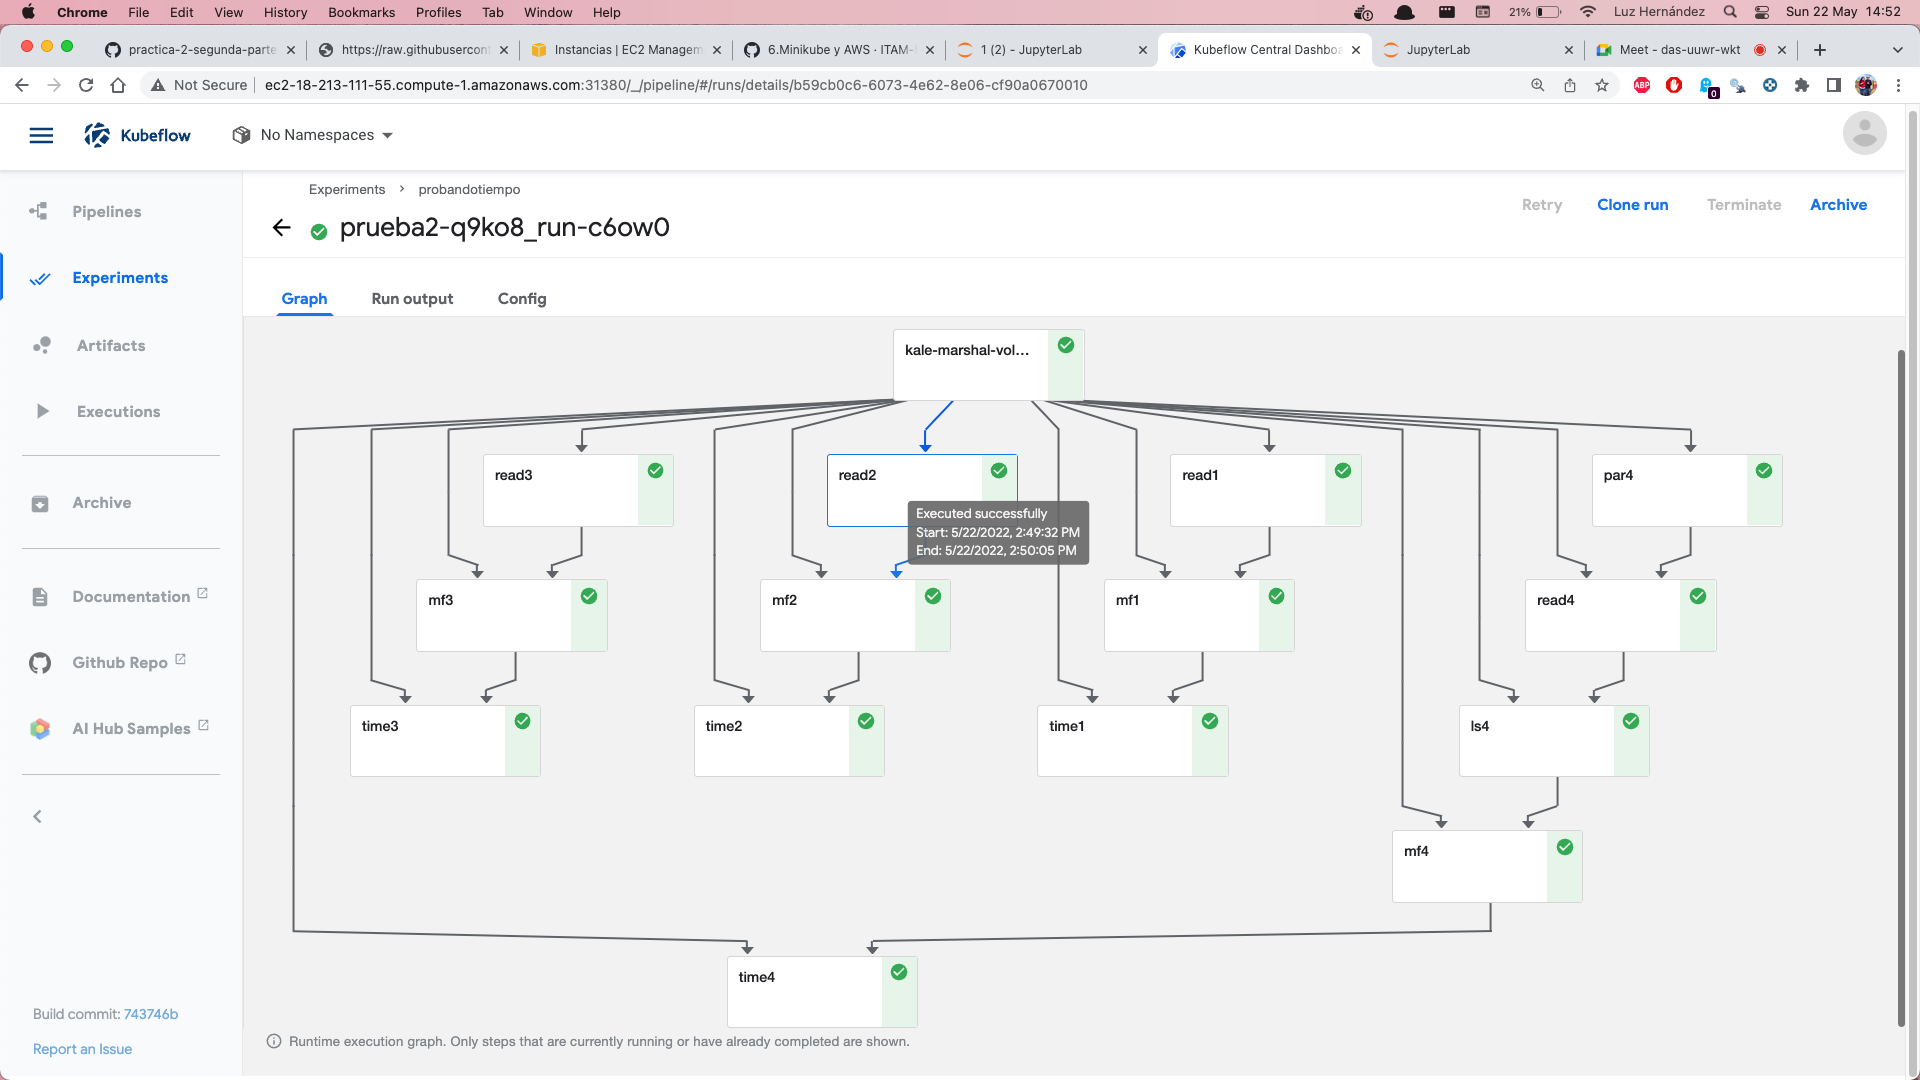 Chrome File Edit View History Bookmarks Profiles Tab Window Help 21% Luz Hernández Sun 22 May 14:52
practica-2-segunda-parte https://raw.githubusercont Instancias | EC2 Managem 6.Minikube y AWS · ITAM- 1 (2) - JupyterLab Kubeflow Central Dashboa JupyterLab Meet - das-uuwr-wkt
Not Secure ec2-18-213-111-55.compute-1.amazonaws.com:31380/_/pipeline/#/runs/details/b59cb0c6-6073-4e62-8e06-cf90a0670010 ABP 0
Kubeflow No Namespaces
Experiments > probandotiempo
prueba2-q9ko8_run-c6ow0
Retry Clone run Terminate Archive
Pipelines
Experiments
Artifacts
Executions
Archive
Documentation
Github Repo
AI Hub Samples
Build commit: 743746b
Report an Issue
Graph Run output Config
kale-marshal-vol...
read3 read2 read1 par4
Executed successfully
Start: 5/22/2022, 2:49:32 PM
End: 5/22/2022, 2:50:05 PM
mf3 mf2 mf1 read4
time3 time2 time1 ls4
mf4
time4
Runtime execution graph. Only steps that are currently running or have already completed are shown.